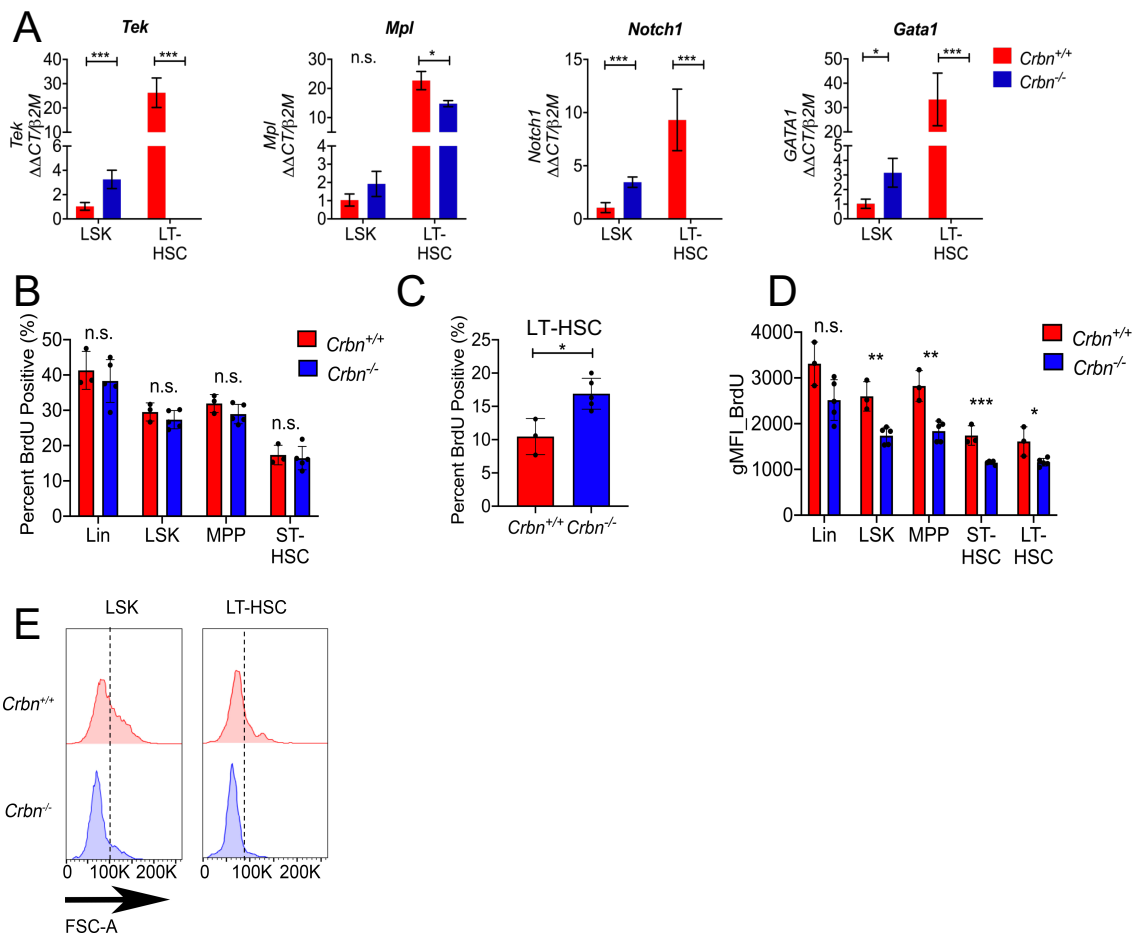 A
Tek
Mpl
Notch1
Gata1
Crbn+/+
Crbn-/-
Tek
ΔΔCT/β2M
40
30
20
10
6
4
2
0
***
***
LSK
LT-
HSC
Mpl
ΔΔCT/β2M
30
20
10
4
3
2
1
0
n.s.
*
LSK
LT-
HSC
Notch1
ΔΔCT/β2M
15
10
5
0
***
***
LSK
LT-
HSC
GATA1
ΔΔCT/β2M
50
40
30
20
10
5
4
3
2
1
0
*
***
LSK
LT-
HSC
B
Percent BrdU Positive (%)
50
40
30
20
10
0
n.s.
n.s.
n.s.
n.s.
Lin
LSK
MPP
ST-
HSC
Crbn+/+
Crbn-/-
C
LT-HSC
Percent BrdU Positive (%)
25
20
15
10
5
0
*
Crbn+/+
Crbn-/-
D
gMFI_BrdU
4000
3000
2000
1000
0
n.s.
**
**
***
*
Lin
LSK
MPP
ST-
HSC
LT-
HSC
Crbn+/+
Crbn-/-
E
LSK
LT-HSC
Crbn+/+
Crbn-/-
0
100K
200K
0
100K
200K
FSC-A